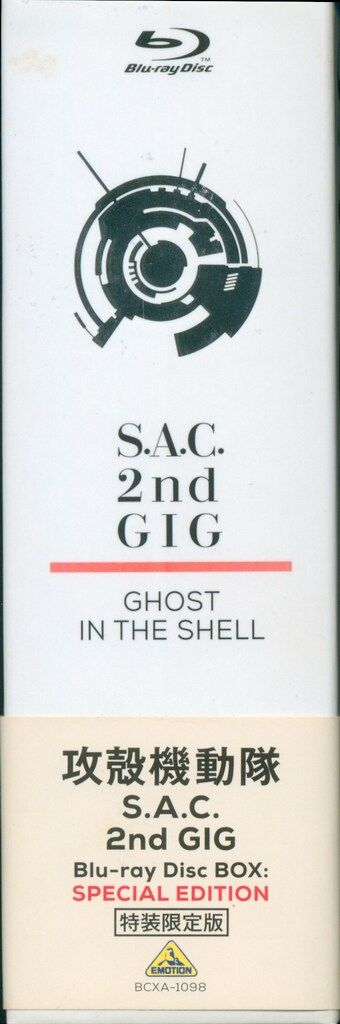 Blu-ray Disc
TM
S.A.C.
2nd
GIG
GHOST
IN THE SHELL
攻殻機動隊
S.A.C.
2nd GIG
Blu-ray Disc BOX:
SPECIAL EDITION
特装限定版
EMOTION
BCXA-1098